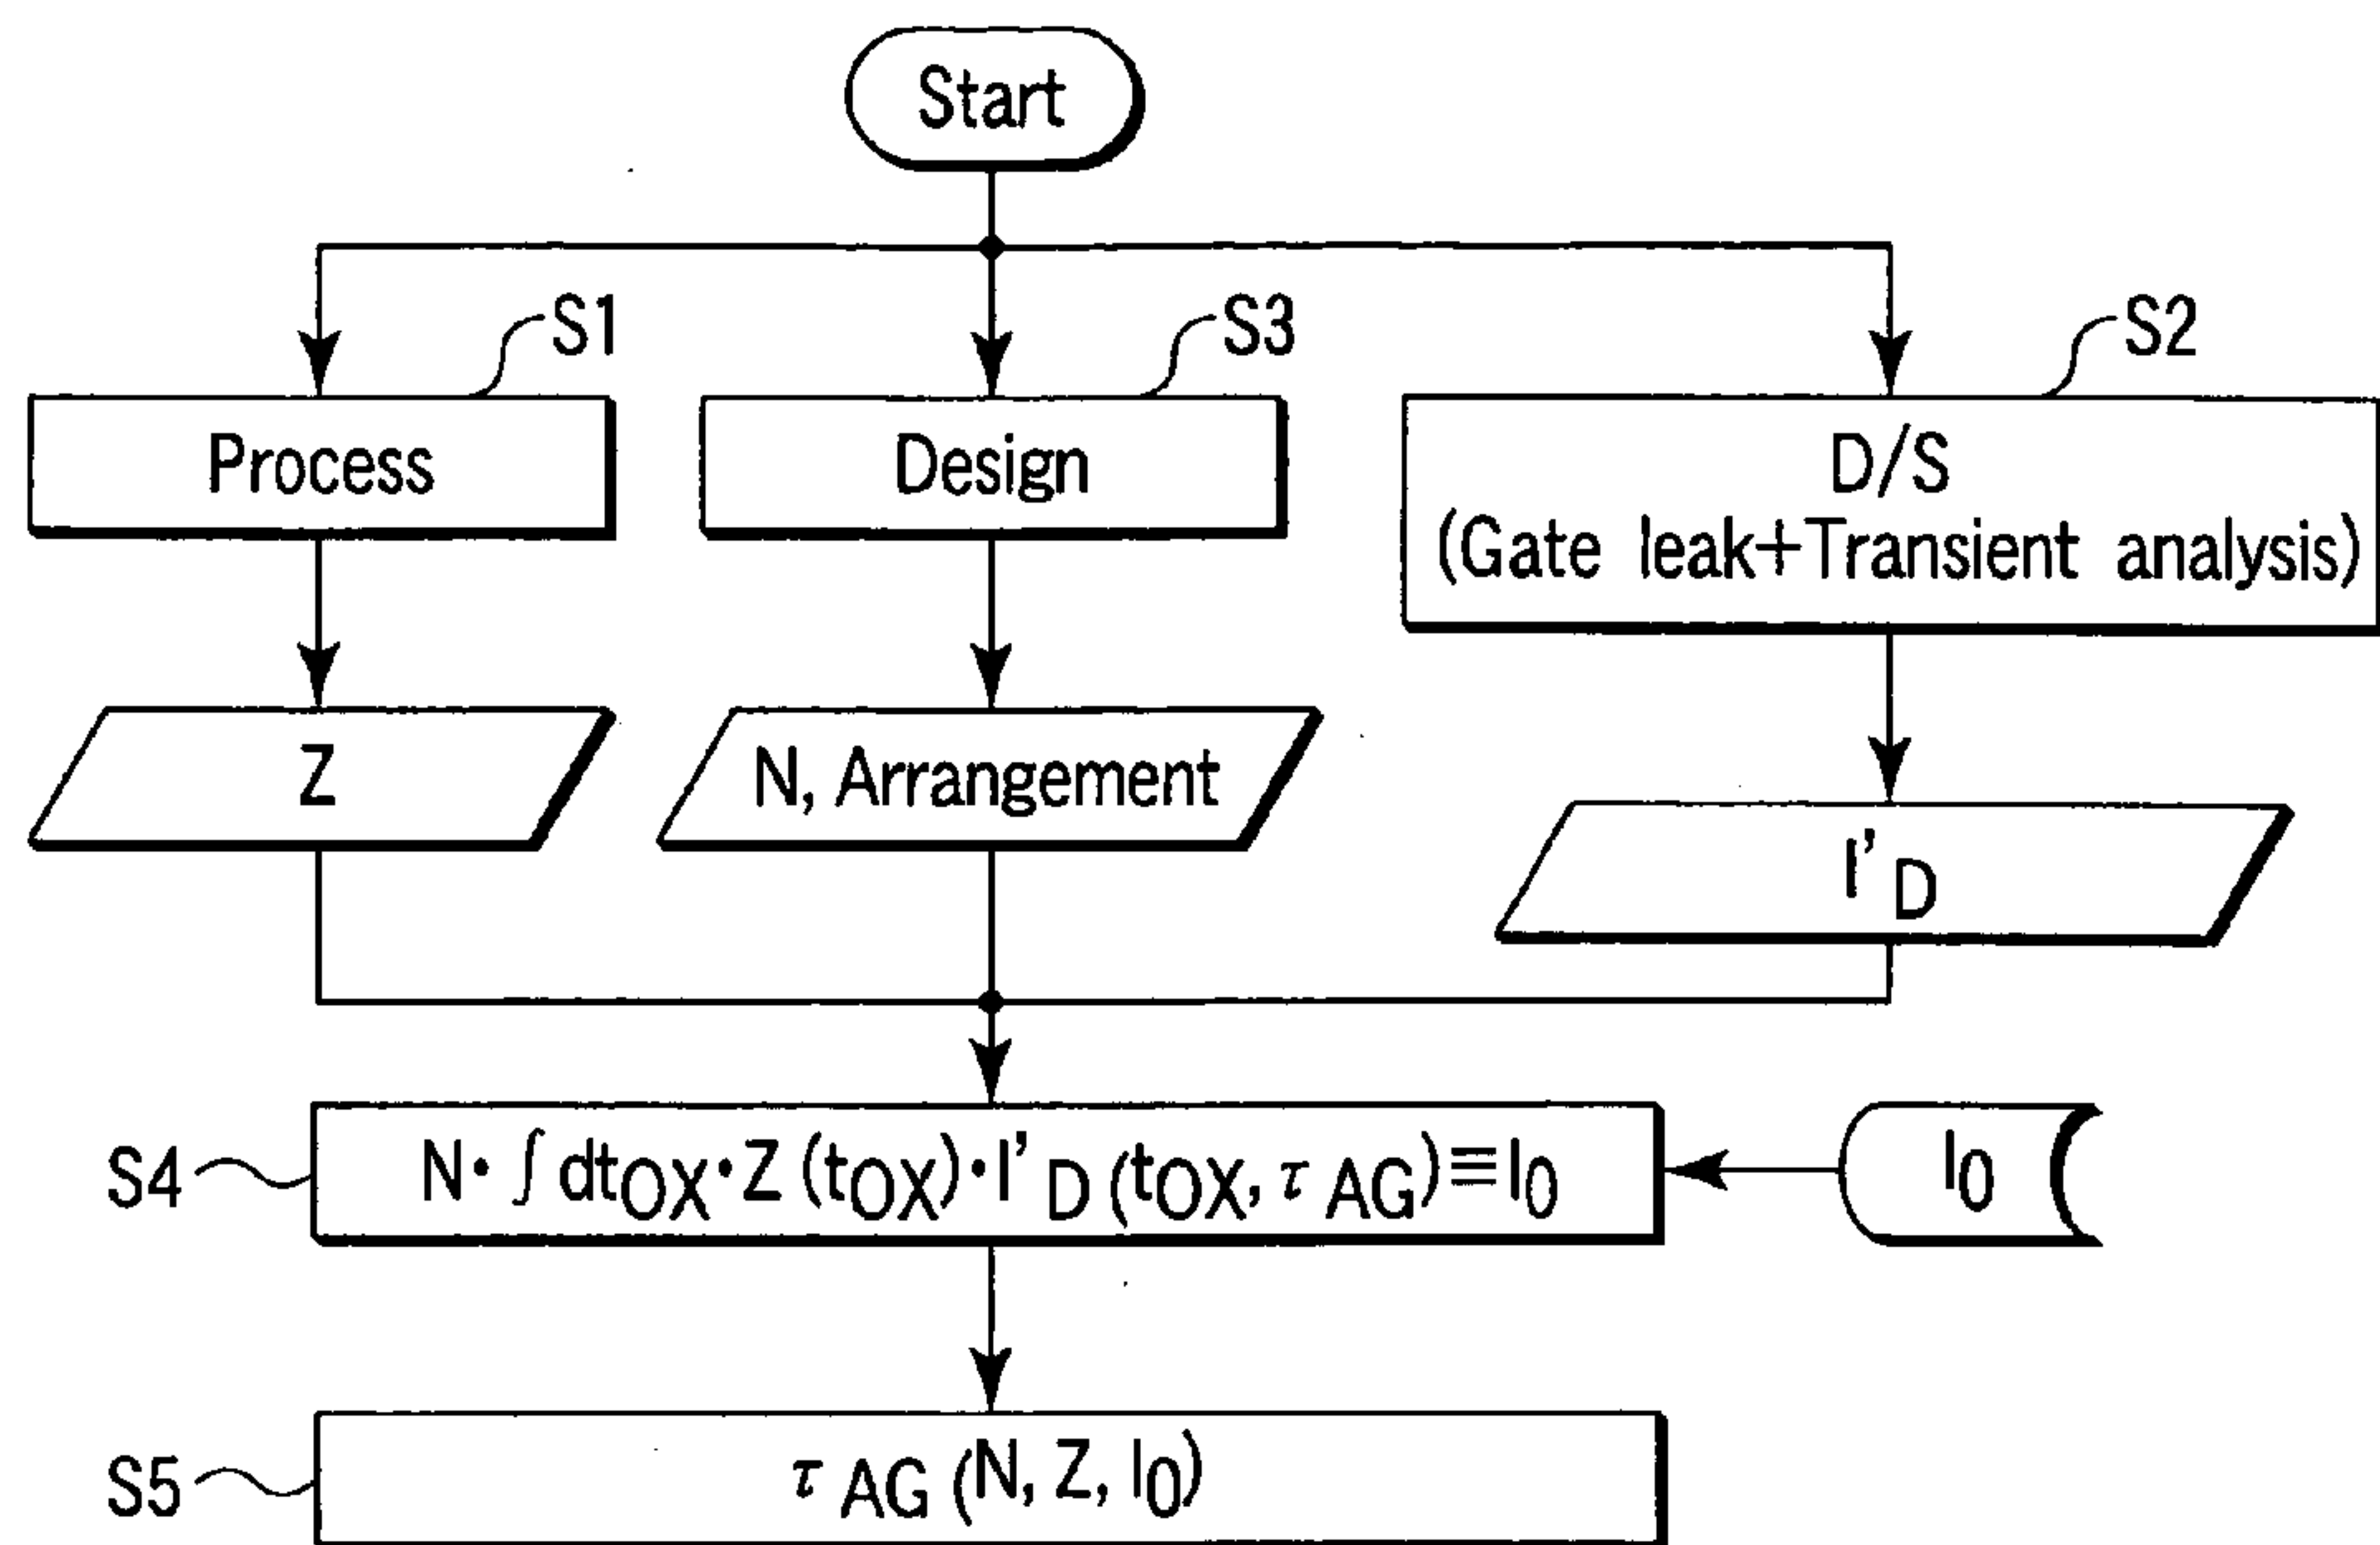 Start
S1
S3
S2
Process
Design
D/S
(Gate leak+Transient analysis)
Z
N, Arrangement
I'D
S4
N・∫dtOX・Z(tOX)・I'D(tOX,τAG)≡I0
I0
S5
τAG(N, Z, I0)